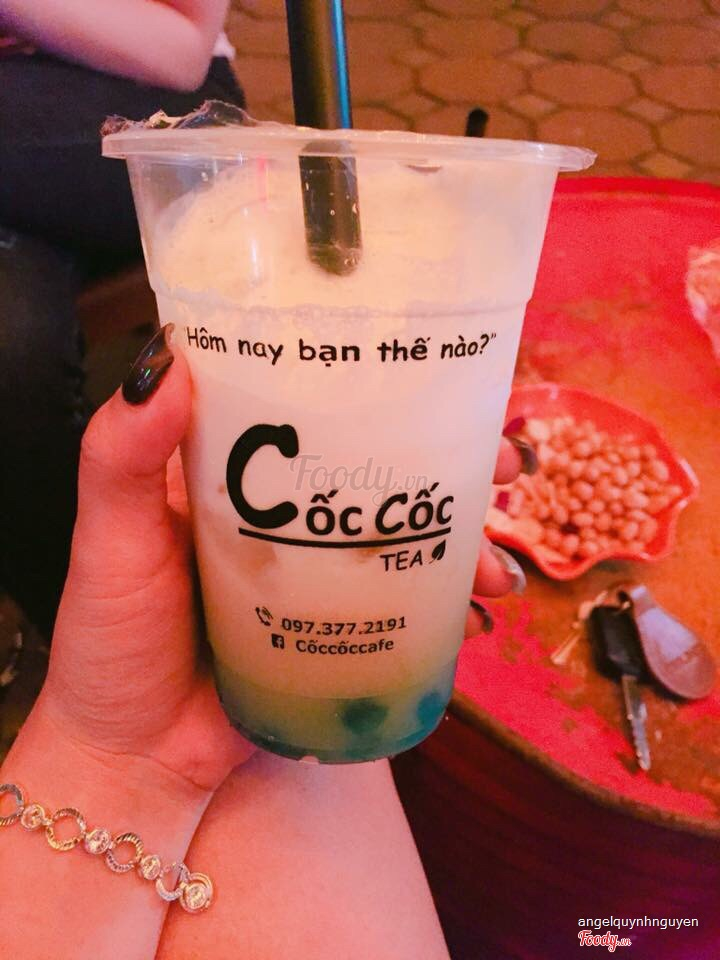 "Hôm nay bạn thế nào?"
Foody.vn
Cốc Cốc
TEA
097.377.2191
Cốccốccafe
angelquynhnguyen
Foody.vn